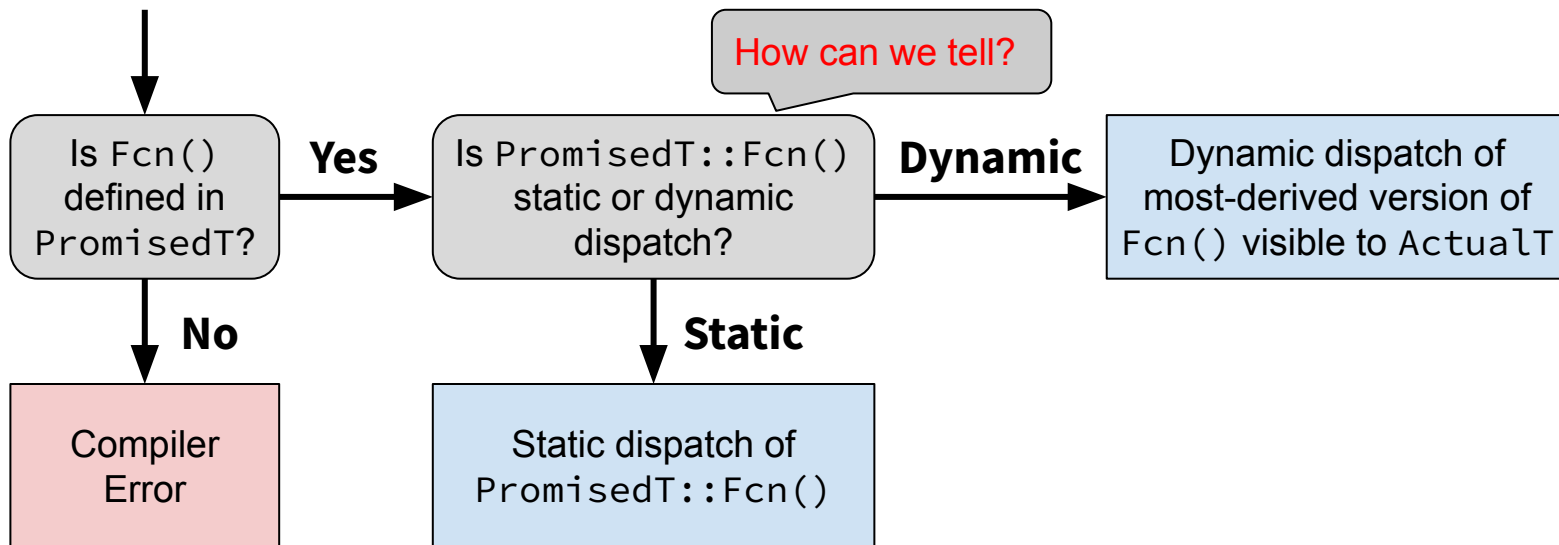 How can we tell?
Is Fcn()
defined in
PromisedT?
Yes
Is PromisedT::Fcn()
static or dynamic
dispatch?
Dynamic
Dynamic dispatch of
most-derived version of
Fcn() visible to ActualT
No
Static
Compiler
Error
Static dispatch of
PromisedT::Fcn()